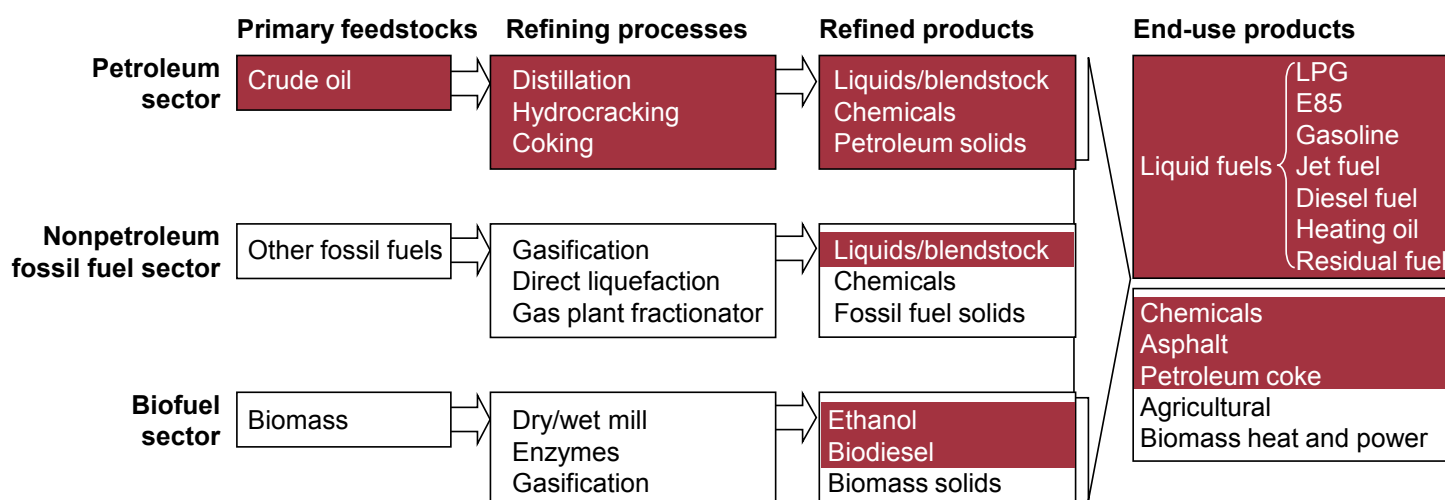 Primary feedstocks
Refining processes
Refined products
End-use products
Petroleum
sector
Crude oil
Distillation
Hydrocracking
Coking
Liquids/blendstock
Chemicals
Petroleum solids
Liquid fuels
LPG
E85
Gasoline
Jet fuel
Diesel fuel
Heating oil
Residual fuel
Nonpetroleum
fossil fuel sector
Other fossil fuels
Gasification
Direct liquefaction
Gas plant fractionator
Liquids/blendstock
Chemicals
Fossil fuel solids
Chemicals
Asphalt
Petroleum coke
Agricultural
Biomass heat and power
Biofuel
sector
Biomass
Dry/wet mill
Enzymes
Gasification
Ethanol
Biodiesel
Biomass solids